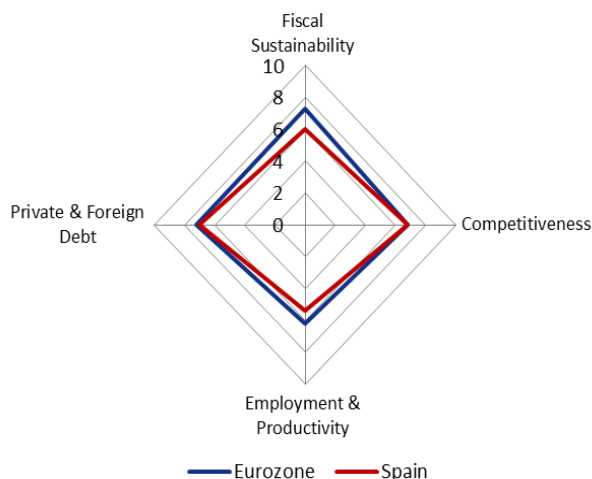 Fiscal
Sustainability
10
8
6
4
2
0
Private & Foreign
Debt
Competitiveness
Employment &
Productivity
Eurozone
Spain